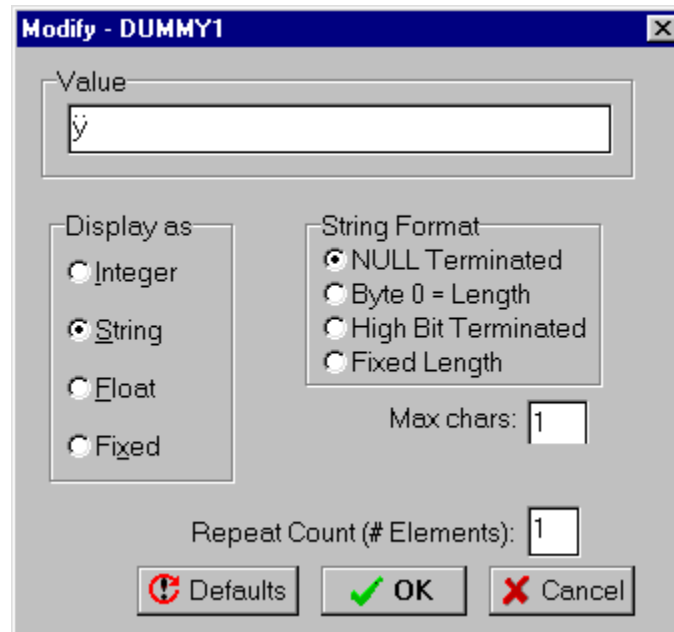 Modify - DUMMY1
Value
ÿ
Display as
Integer
String
Float
Fixed
String Format
NULL Terminated
Byte 0 = Length
High Bit Terminated
Fixed Length
Max chars: 1
Repeat Count (# Elements): 1
Defaults OK Cancel